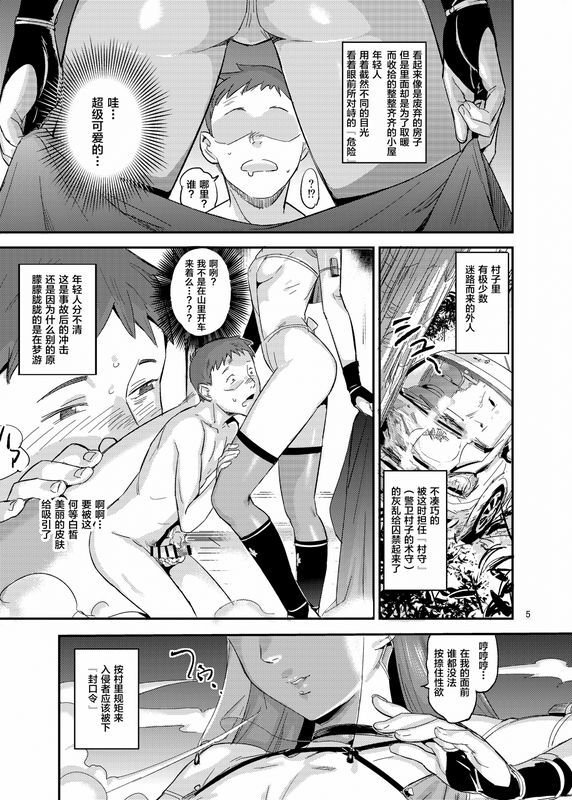 看起来像是废弃的房子
但是里面却是为了取暖
而收拾的整整齐齐的小屋
年轻人
用着截然不同的目光
看着眼前所对峙的「危险」
?!?
哪里？
谁？
哇…
超级可爱的…
村子里
有极少数
迷路而来的外人
不凑巧的
被这时担任『村守』
（警卫村子的术守）
的灰乱给囚禁起来了
啊咧？
我不是在山里开车
来着么…???
年轻人分不清
这是事故后的冲击
还是因为什么别的原
朦朦胧胧的是在梦游
啊啊…
要被这
何等白皙
美丽的皮肤
给吸引了
5
哼哼哼…
在我的面前
谁都没法
按捺住性欲
按村里规矩来
入侵者应该被下
『封口令』